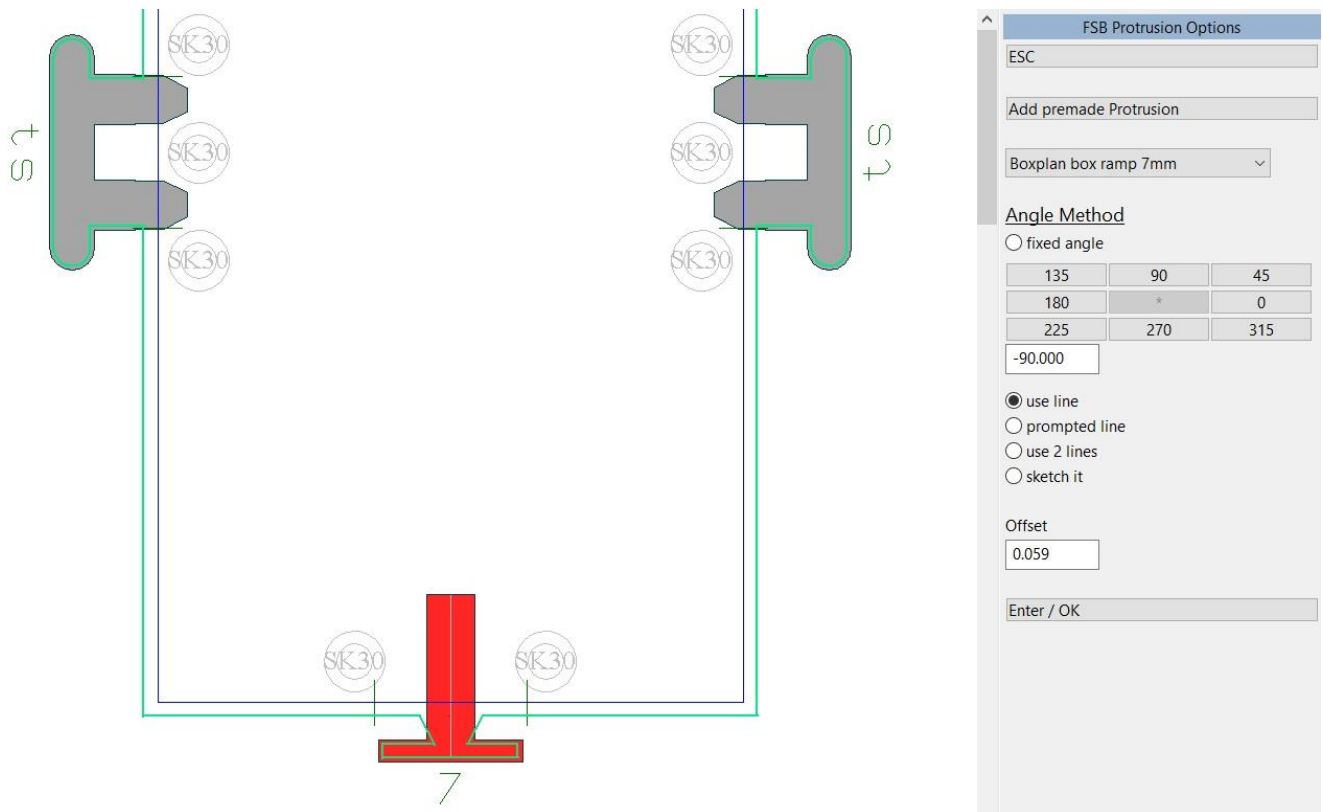 SK30
SK30
st
ts
SK30
SK30
SK30
SK30
SK30
SK30
7
FSB Protrusion Options
ESC
Add premade Protrusion
Boxplan box ramp 7mm
Angle Method
fixed angle
135 90 45
180 * 0
225 270 315
-90.000
use line
prompted line
use 2 lines
sketch it
Offset
0.059
Enter / OK